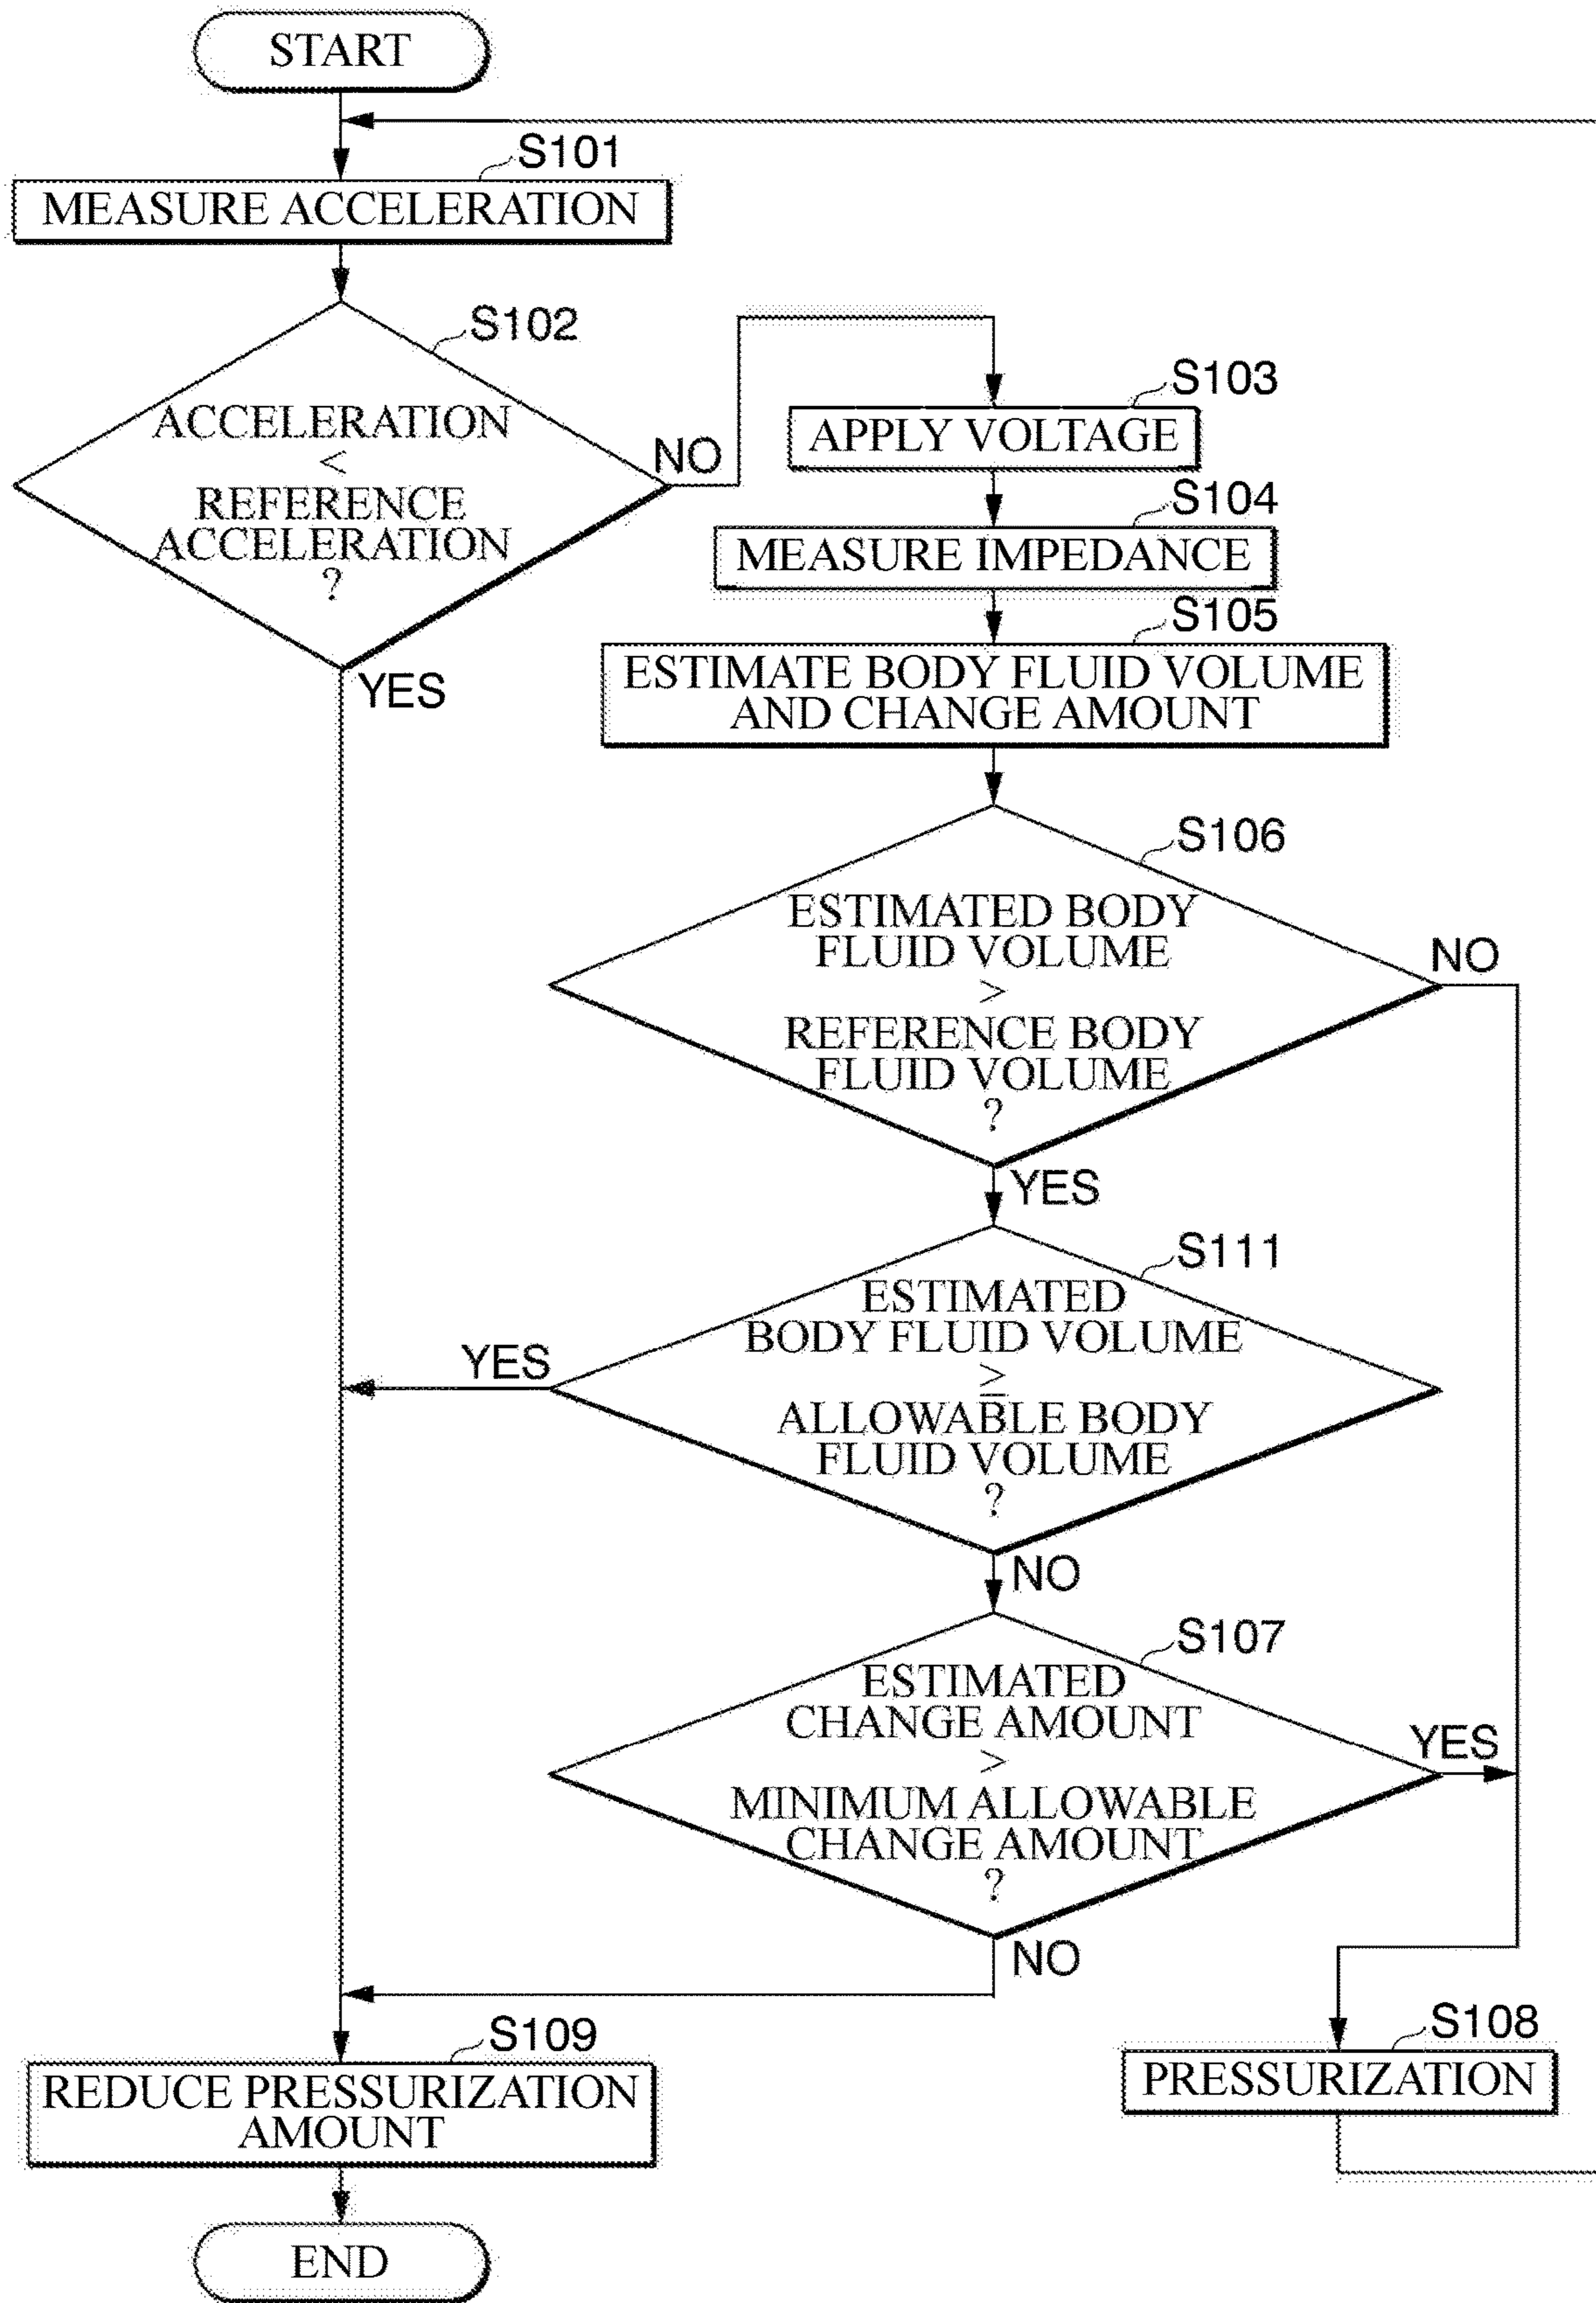 START
S101
MEASURE ACCELERATION
S102
ACCELERATION
<
REFERENCE
ACCELERATION
?
NO
YES
S103
APPLY VOLTAGE
S104
MEASURE IMPEDANCE
S105
ESTIMATE BODY FLUID VOLUME
AND CHANGE AMOUNT
S106
ESTIMATED BODY
FLUID VOLUME
>
REFERENCE BODY
FLUID VOLUME
?
NO
YES
S111
ESTIMATED
BODY FLUID VOLUME
≥
ALLOWABLE BODY
FLUID VOLUME
?
YES
NO
S107
ESTIMATED
CHANGE AMOUNT
>
MINIMUM ALLOWABLE
CHANGE AMOUNT
?
YES
NO
S109
REDUCE PRESSURIZATION
AMOUNT
S108
PRESSURIZATION
END